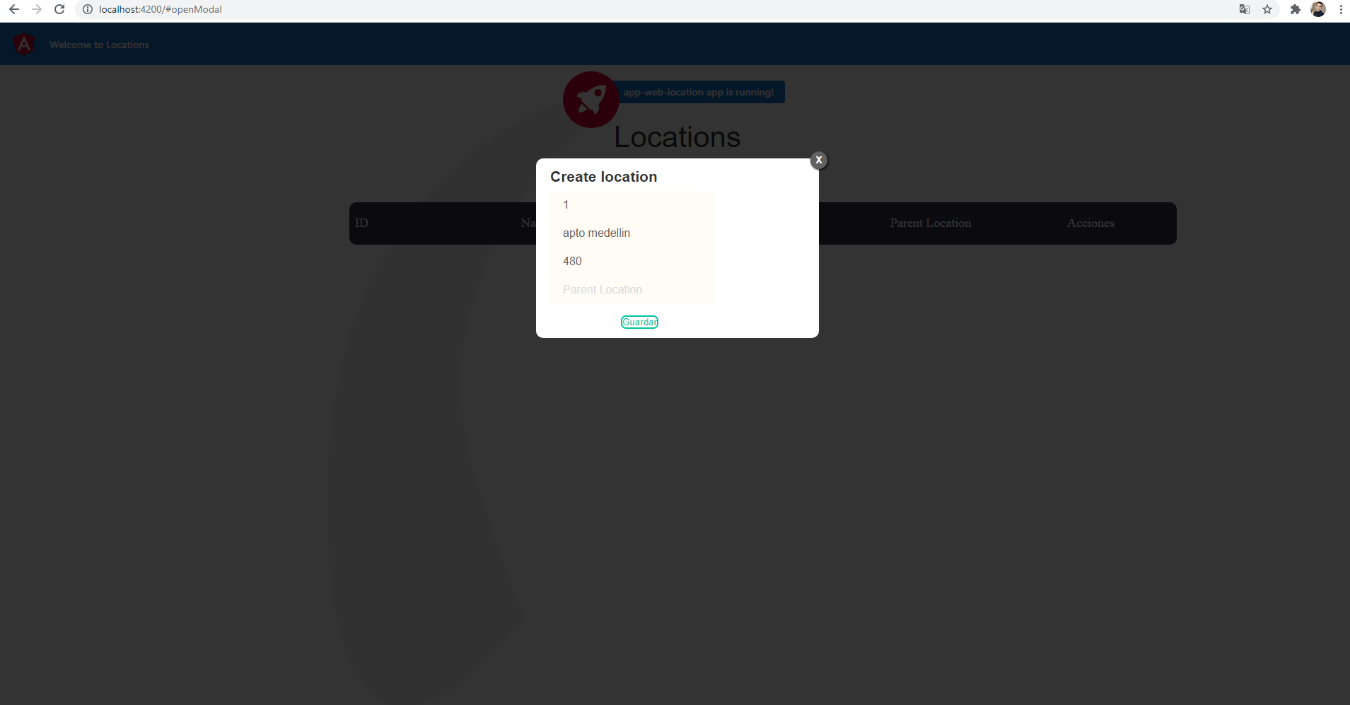 localhost:4200/#openModal
Welcome to Locations
app-web-location app is running!
Locations
X
Create location
1
apto medellin
480
Parent Location
Guardar
ID
Parent Location
Acciones